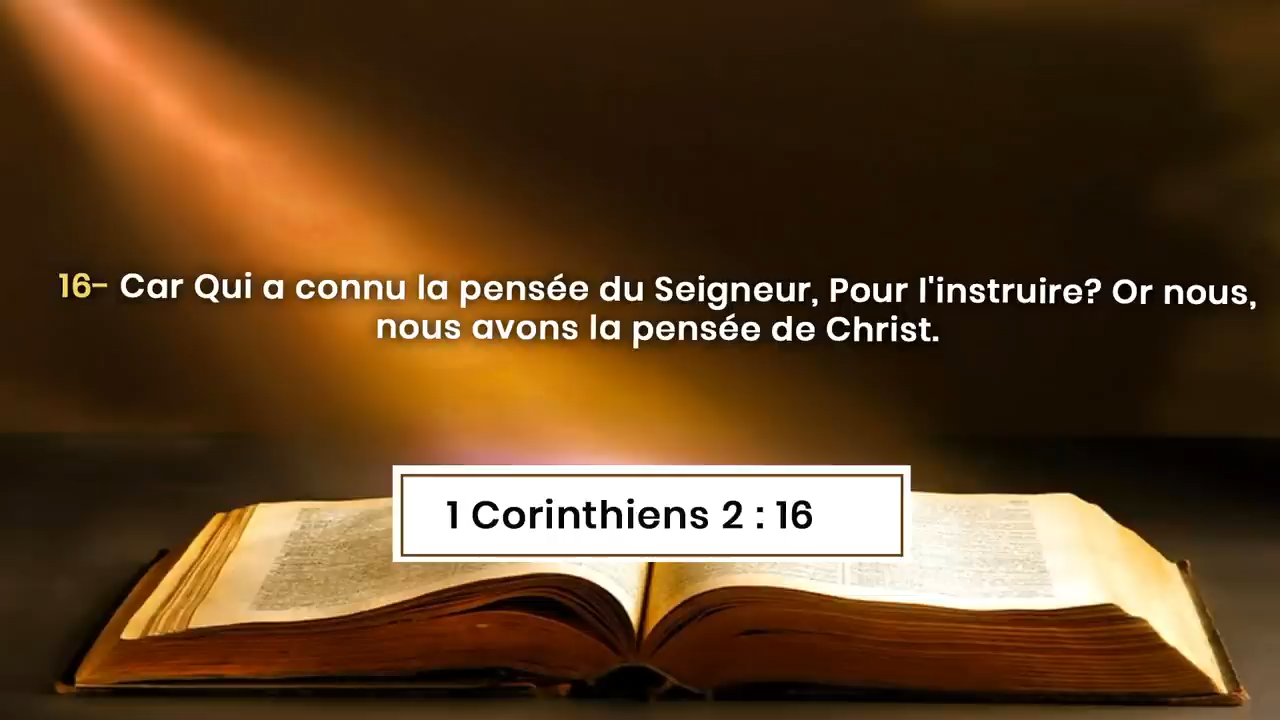 16- Car Qui a connu la pensée du Seigneur, Pour l'instruire? Or nous,
nous avons la pensée de Christ.
1 Corinthiens 2 : 16